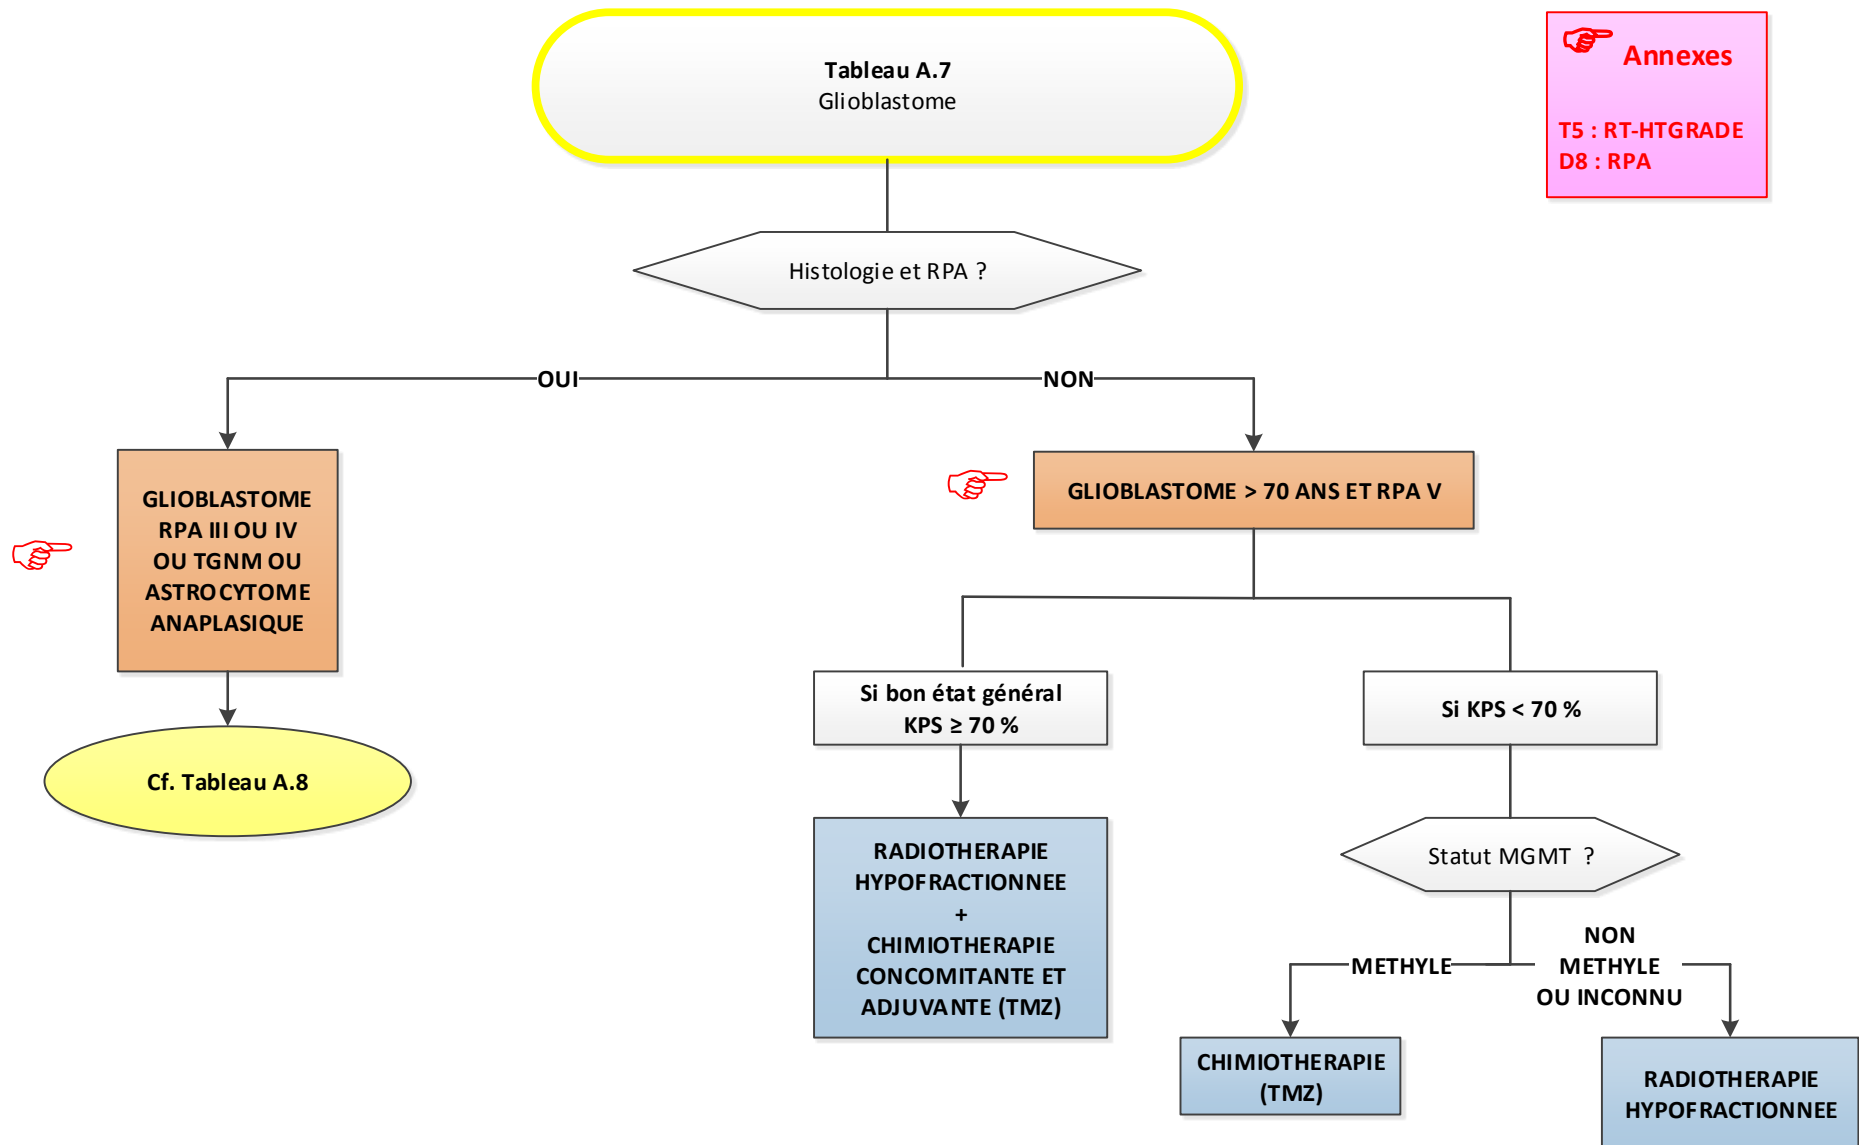 Tableau A.7
Glioblastome
Annexes
T5 : RT-HTGRADE
D8 : RPA
Histologie et RPA ?
OUI
NON
GLIOBLASTOME
RPA III OU IV
OU TGNM OU
ASTROCYTOME
ANAPLASIQUE
GLIOBLASTOME > 70 ANS ET RPA V
Cf. Tableau A.8
Si bon état général
KPS ≥ 70 %
Si KPS < 70 %
RADIOTHERAPIE
HYPOFRACTIONNEE
+
CHIMIOTHERAPIE
CONCOMITANTE ET
ADJUVANTE (TMZ)
Statut MGMT ?
METHYLE
NON
METHYLE
OU INCONNU
CHIMIOTHERAPIE
(TMZ)
RADIOTHERAPIE
HYPOFRACTIONNEE